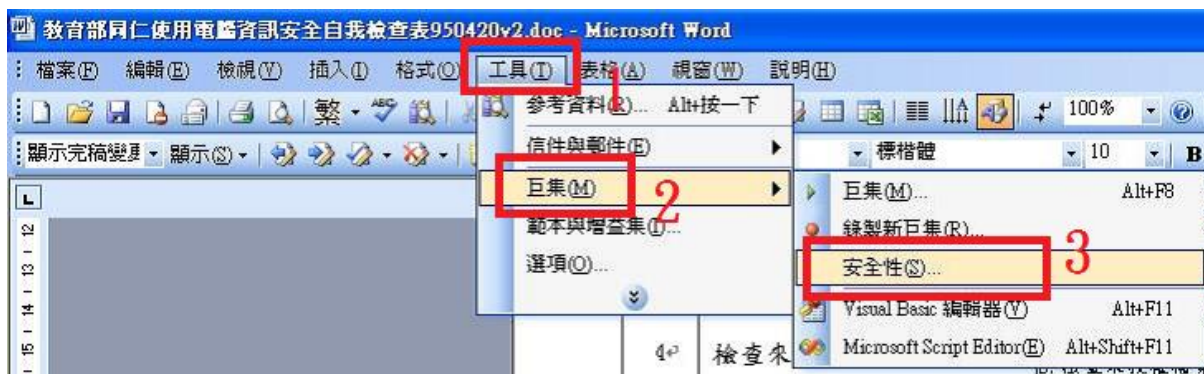 教育部同仁使用電腦資訊安全自我檢查表950420v2.doc - Microsoft Word
檔案(F) 編輯(E) 檢視(V) 插入(I) 格式(O) 工具(T) 表格(A) 視窗(W) 說明(H)
1
繁 參考資料(R)... Alt+按一下 100%
顯示完稿變更 顯示(S) 信件與郵件(E) 標楷體 10 B
巨集(M) 2 巨集(M)... Alt+F8
範本與增益集(I)... 錄製新巨集(R)...
選項(O)... 安全性(S)... 3
Visual Basic 編輯器(V) Alt+F11
4 檢查來 Microsoft Script Editor(E) Alt+Shift+F11
12
13
14
15